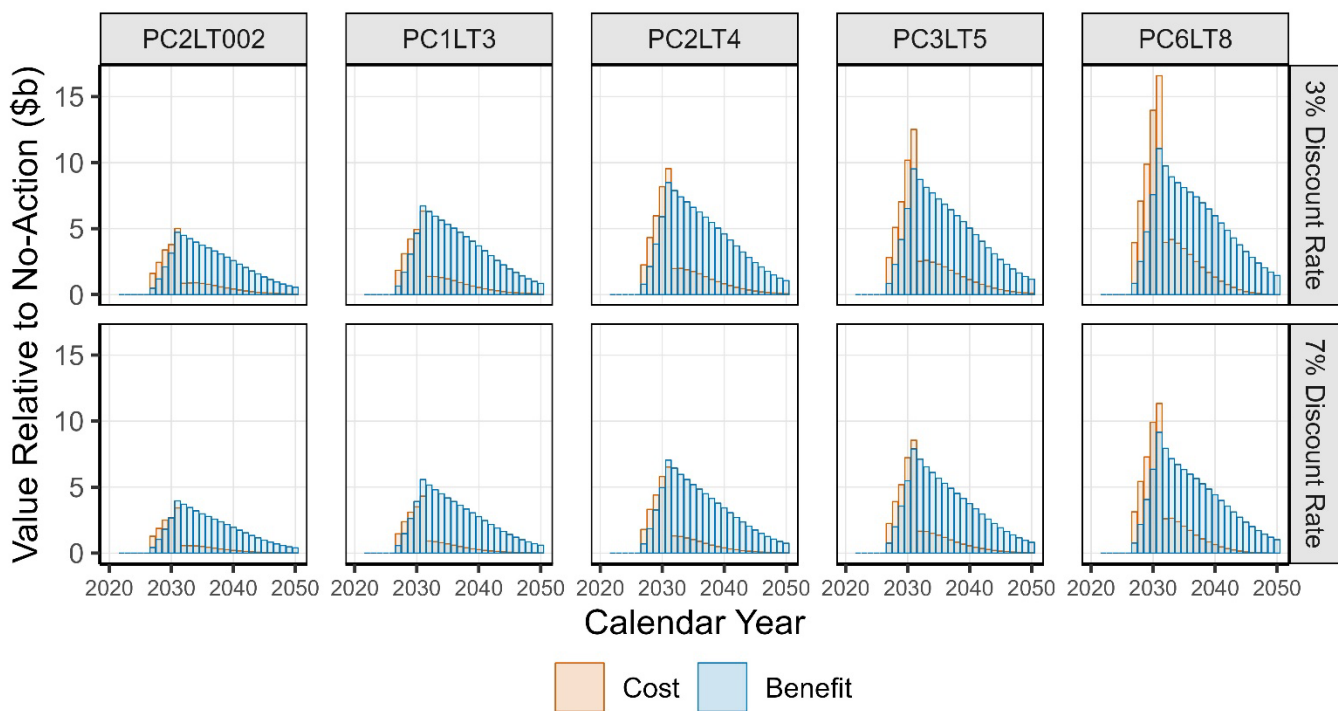 PC2LT002 PC1LT3 PC2LT4 PC3LT5 PC6LT8
Value Relative to No-Action ($b)
15
10
5
0
3% Discount Rate
15
10
5
0
7% Discount Rate
2020 2030 2040 2050 2020 2030 2040 2050 2020 2030 2040 2050 2020 2030 2040 2050 2020 2030 2040 2050
Calendar Year
Cost Benefit